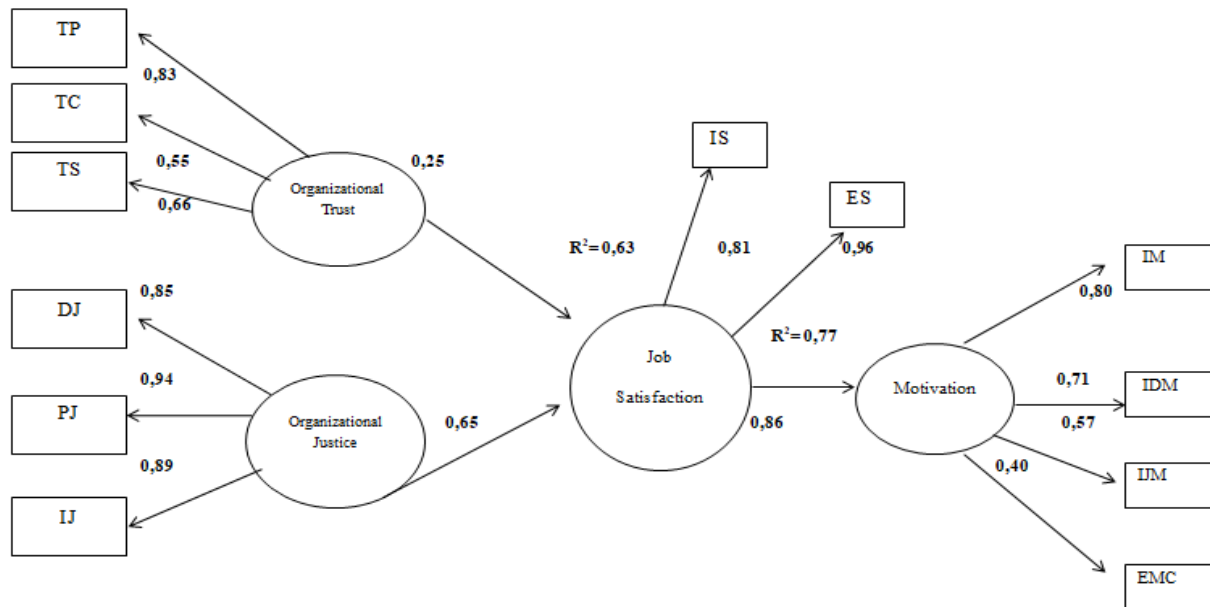 TP
0,83
TC
0,55
TS
0,66
Organizational
Trust
0,25
IS
R²=0,63
0,81
ES
0,96
DJ
0,85
0,94
PJ
0,89
IJ
Organizational
Justice
0,65
Job
Satisfaction
R²=0,77
0,86
Motivation
IM
0,80
0,71
IDM
0,57
IJM
0,40
EMC